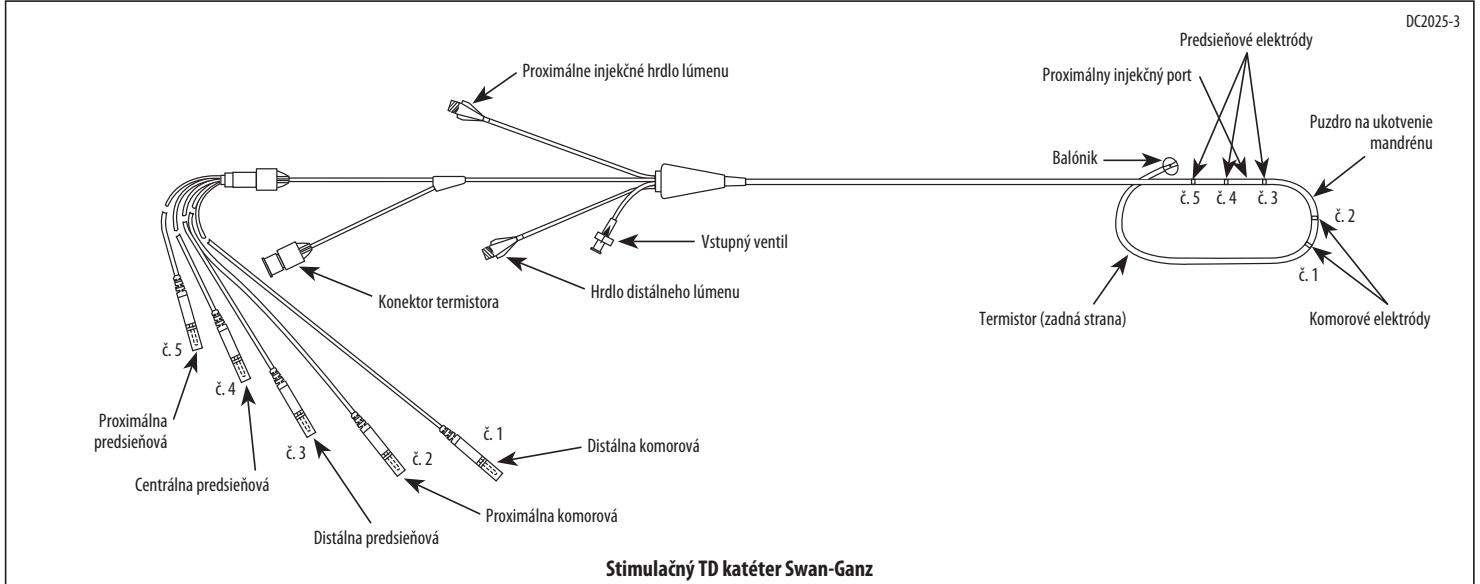 DC2025-3
Predsieňové elektródy
Proximálne injekčné hrdlo lúmenu
Proximálny injekčný port
Puzdro na ukotvenie
mandrénu
Balónik
č. 5
č. 4
č. 3
č. 2
č. 1
Vstupný ventil
Hrdlo distálneho lúmenu
Konektor termistora
Termistor (zadná strana)
Komorové elektródy
č. 5
č. 4
č. 3
č. 2
č. 1
Proximálna
predsieňová
Centrálna predsieňová
Distálna predsieňová
Proximálna komorová
Distálna komorová
Stimulačný TD katéter Swan-Ganz